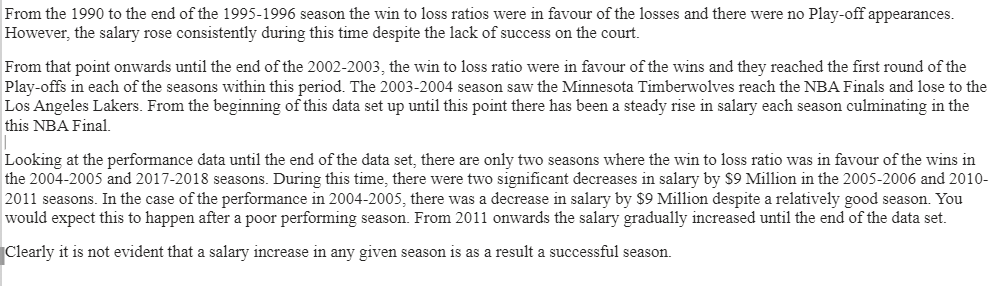 From the 1990 to the end of the 1995-1996 season the win to loss ratios were in favour of the losses and there were no Play-off appearances.
However, the salary rose consistently during this time despite the lack of success on the court.
From that point onwards until the end of the 2002-2003, the win to loss ratio were in favour of the wins and they reached the first round of the
Play-offs in each of the seasons within this period. The 2003-2004 season saw the Minnesota Timberwolves reach the NBA Finals and lose to the
Los Angeles Lakers. From the beginning of this data set up until this point there has been a steady rise in salary each season culminating in the
this NBA Final.
Looking at the performance data until the end of the data set, there are only two seasons where the win to loss ratio was in favour of the wins in
the 2004-2005 and 2017-2018 seasons. During this time, there were two significant decreases in salary by $9 Million in the 2005-2006 and 2010-
2011 seasons. In the case of the performance in 2004-2005, there was a decrease in salary by $9 Million despite a relatively good season. You
would expect this to happen after a poor performing season. From 2011 onwards the salary gradually increased until the end of the data set.
Clearly it is not evident that a salary increase in any given season is as a result a successful season.